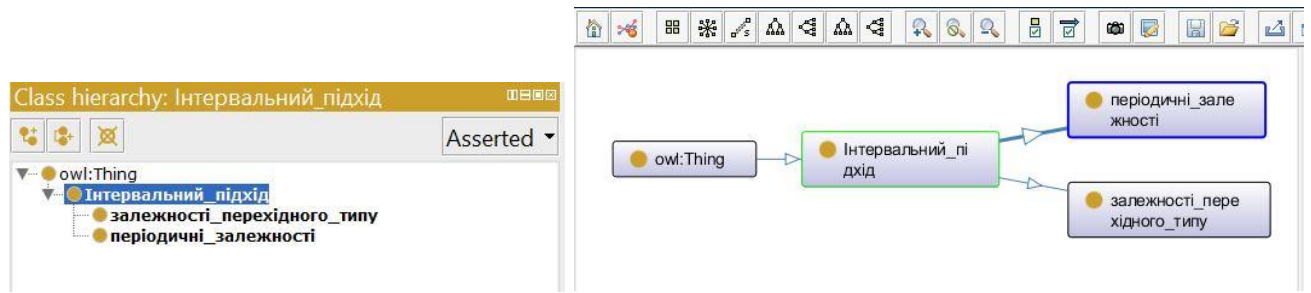 Class hierarchy: Інтервальний_підхід
Asserted
owl:Thing
Інтервальний_підхід
залежності_перехідного_типу
періодичні_залежності
owl:Thing
Інтервальний_пі
дхід
періодичні_зале
жності
залежності_пере
хідного_типу